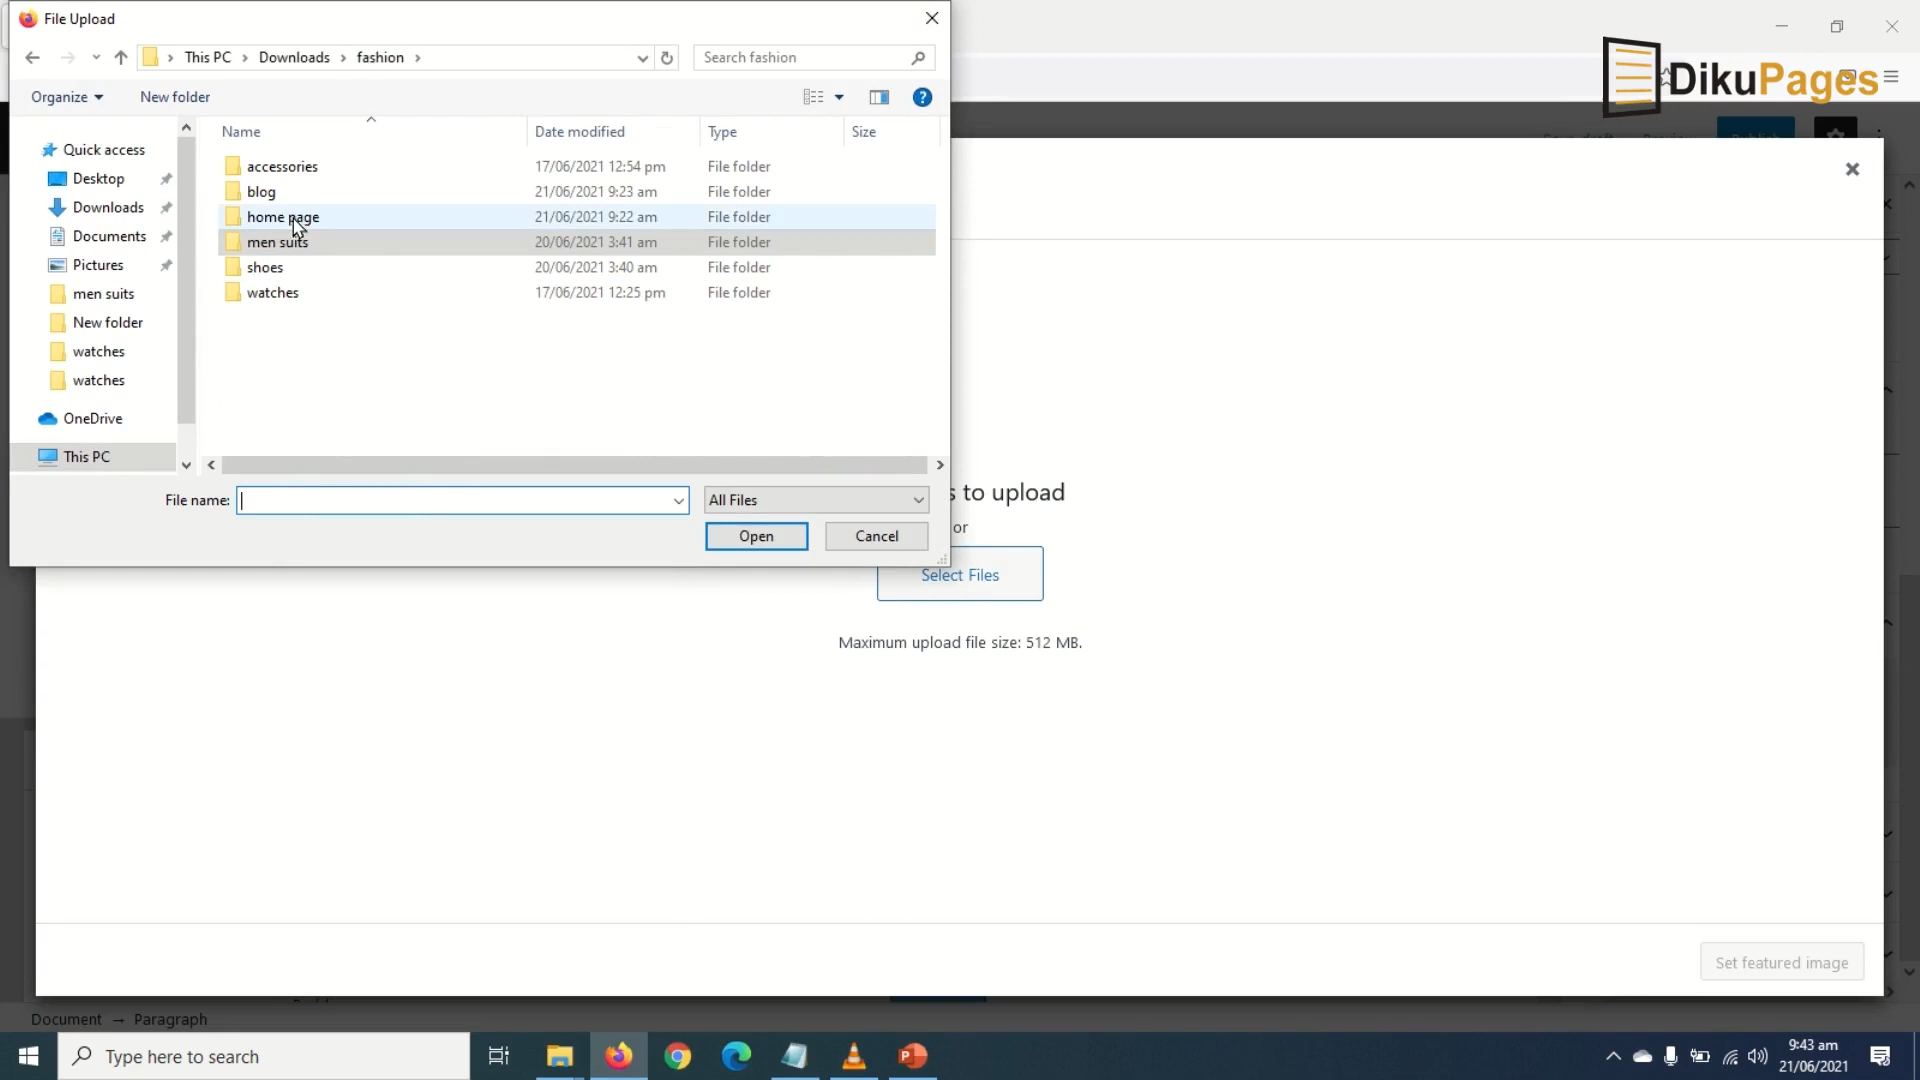 File Upload
This PC > Downloads > fashion >
Search fashion
DikuPages
Organize
New folder
Name
Date modified
Type
Size
Quick access
Desktop
Downloads
Documents
Pictures
men suits
New folder
watches
watches
OneDrive
This PC
accessories 17/06/2021 12:54 pm File folder
blog 21/06/2021 9:23 am File folder
home page 21/06/2021 9:22 am File folder
men suits 20/06/2021 3:41 am File folder
shoes 20/06/2021 3:40 am File folder
watches 17/06/2021 12:25 pm File folder
File name:
All Files
Open
Cancel
s to upload
or
Select Files
Maximum upload file size: 512 MB.
Set featured image
Document → Paragraph
Type here to search
9:43 am
21/06/2021